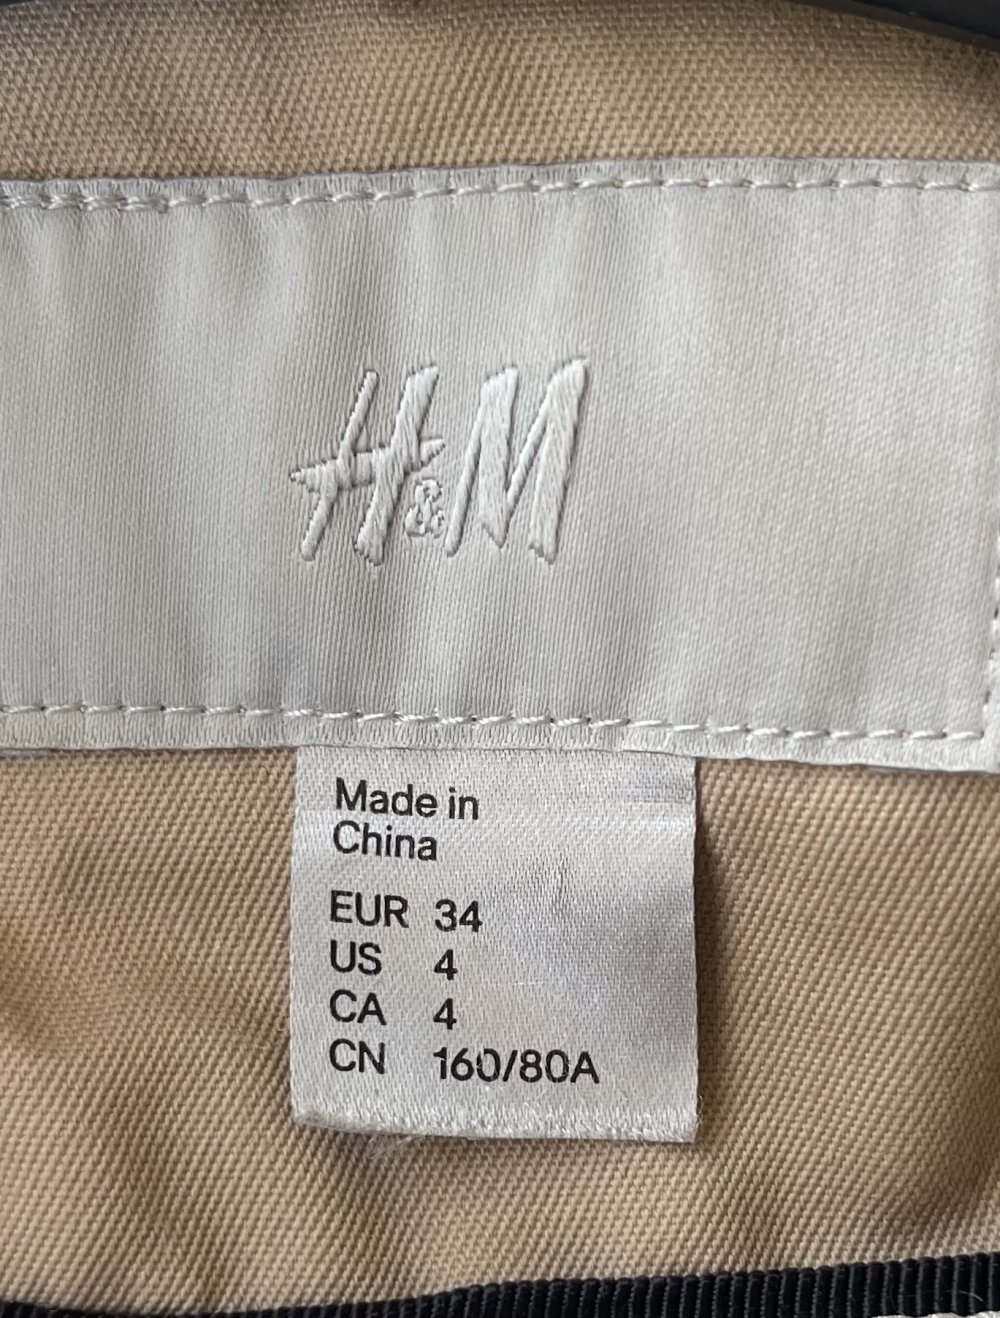 H&M
Made in
China
EUR 34
US 4
CA 4
CN 160/80A